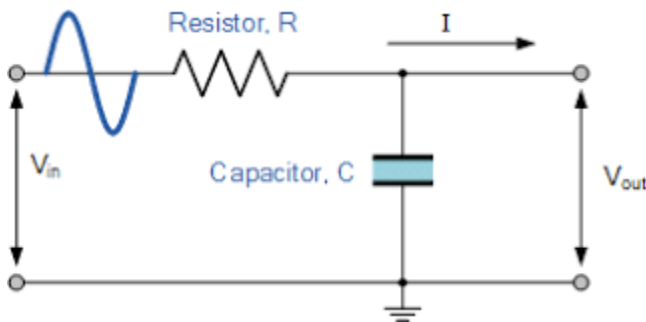 Resistor, R
I
Vin
Capacitor, C
Vout